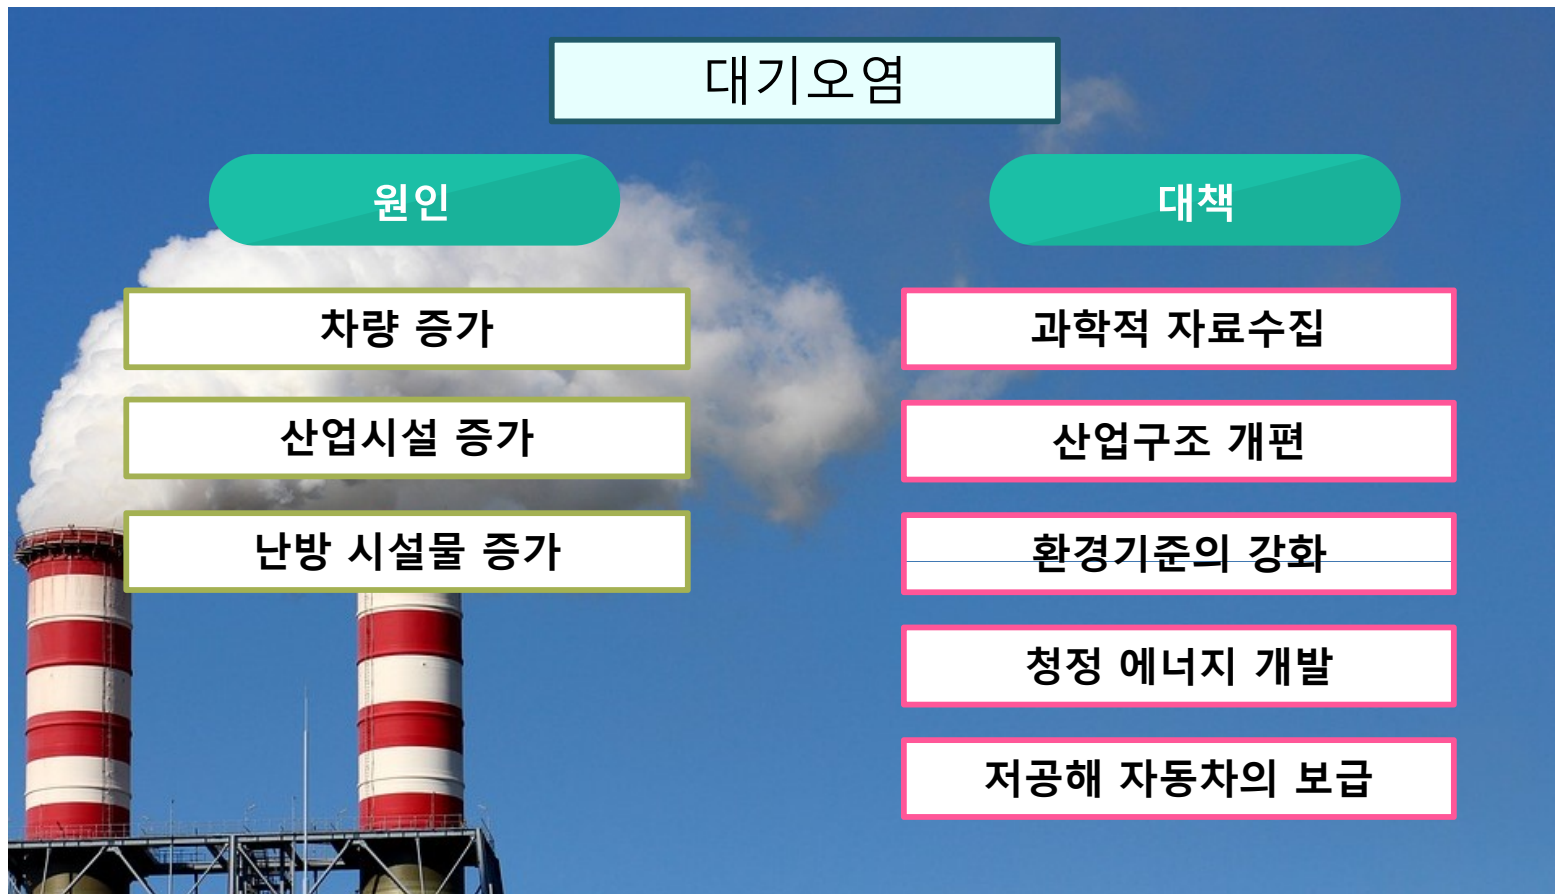 대기오염
원인
차량 증가
산업시설 증가
난방 시설물 증가
대책
과학적 자료수집
산업구조 개편
환경기준의 강화
청정 에너지 개발
저공해 자동차의 보급